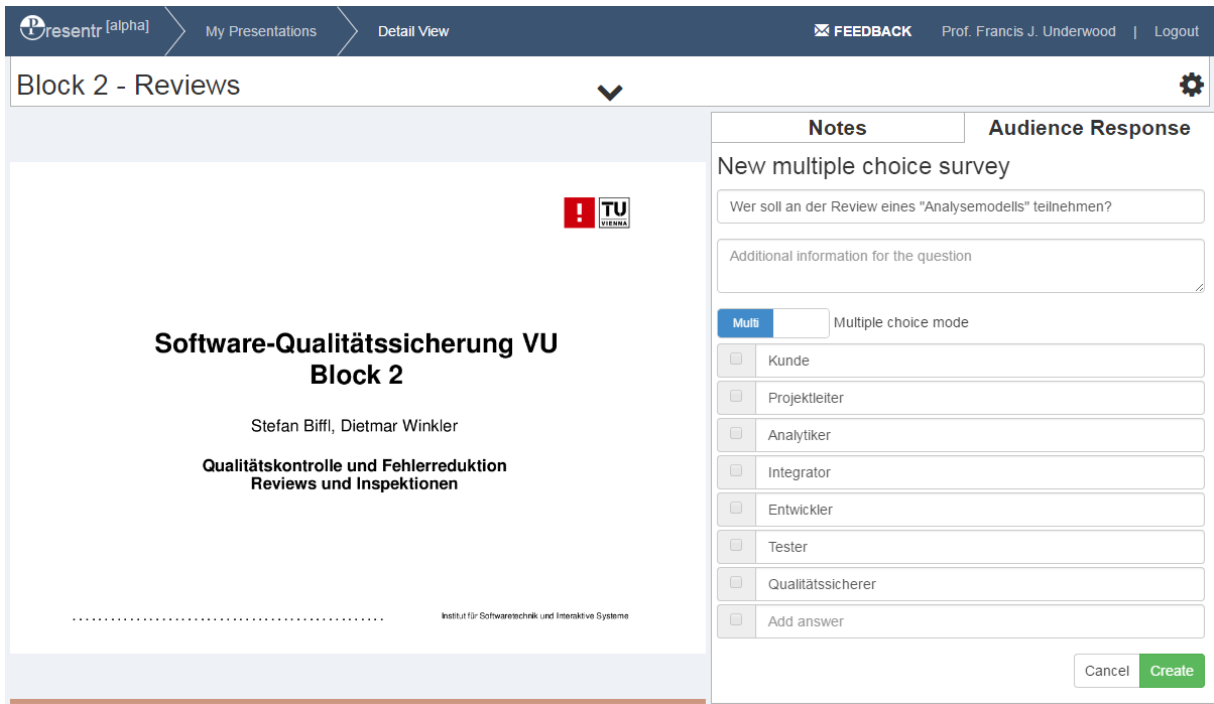 Presentr [alpha] My Presentations Detail View FEEDBACK Prof. Francis J. Underwood | Logout
Block 2 - Reviews
! TU
VIENNA
Software-Qualitätssicherung VU
Block 2
Stefan Biffl, Dietmar Winkler
Qualitätskontrolle und Fehlerreduktion
Reviews und Inspektionen
Institut für Softwaretechnik und Interaktive Systeme
Notes Audience Response
New multiple choice survey
Wer soll an der Review eines "Analysemodells" teilnehmen?
Additional information for the question
Multi Multiple choice mode
Kunde
Projektleiter
Analytiker
Integrator
Entwickler
Tester
Qualitätssicherer
Add answer
Cancel Create